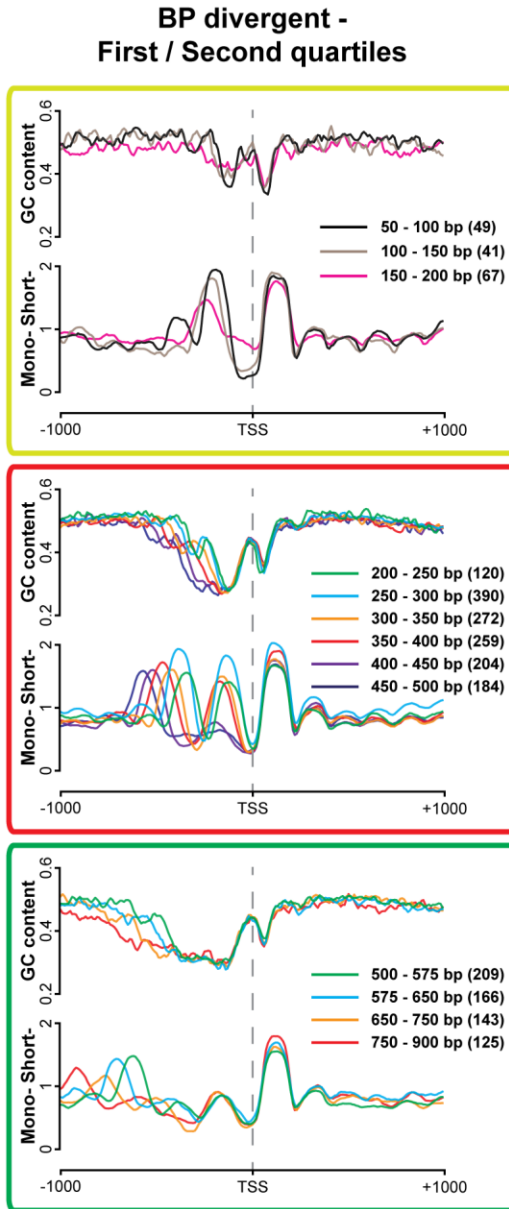 BP divergent -
First / Second quartiles
GC content
0.6
0.4
0.2
50 - 100 bp (49)
100 - 150 bp (41)
150 - 200 bp (67)
Mono- Short-
2
1
0
-1000 TSS +1000
GC content
0.6
0.4
0.2
200 - 250 bp (120)
250 - 300 bp (390)
300 - 350 bp (272)
350 - 400 bp (259)
400 - 450 bp (204)
450 - 500 bp (184)
Mono- Short-
2
1
0
-1000 TSS +1000
GC content
0.6
0.4
0.2
500 - 575 bp (209)
575 - 650 bp (166)
650 - 750 bp (143)
750 - 900 bp (125)
Mono- Short-
2
1
0
-1000 TSS +1000